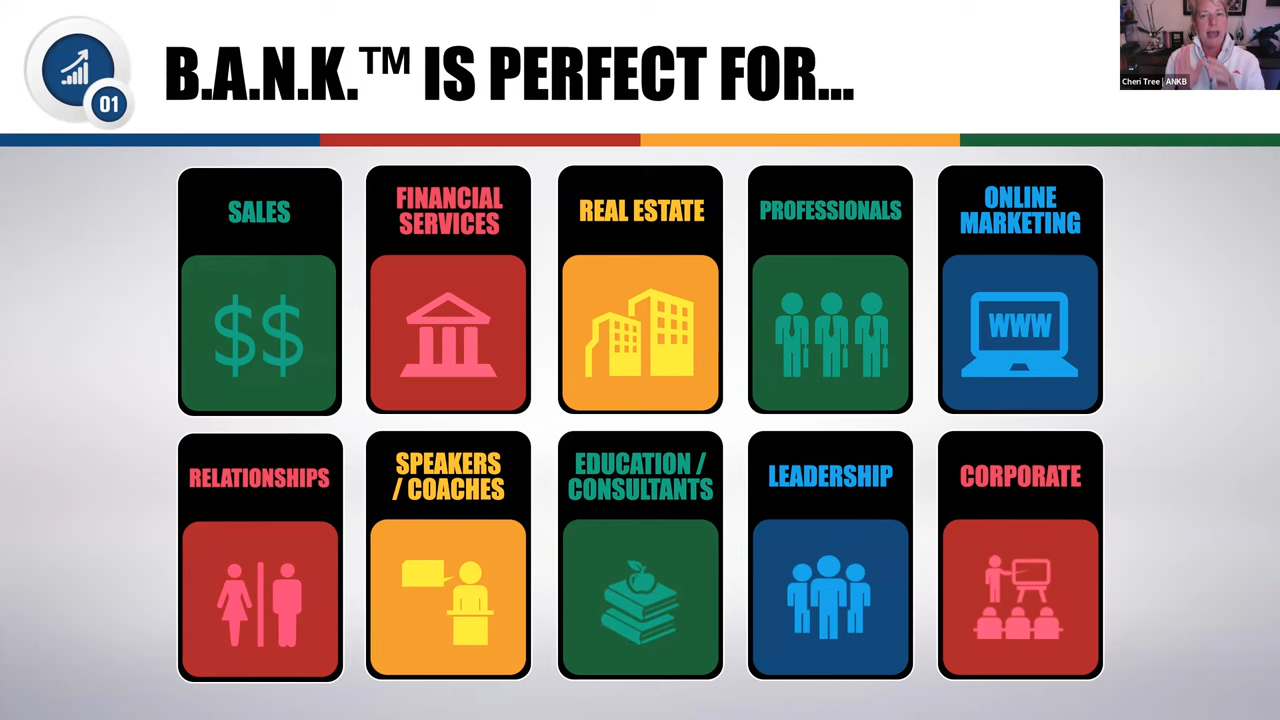 01
B.A.N.K.™ IS PERFECT FOR...
Cheri Tree | ANKB
SALES
FINANCIAL
SERVICES
REAL ESTATE
PROFESSIONALS
ONLINE
MARKETING
$$
WWW
RELATIONSHIPS
SPEAKERS
/ COACHES
EDUCATION /
CONSULTANTS
LEADERSHIP
CORPORATE